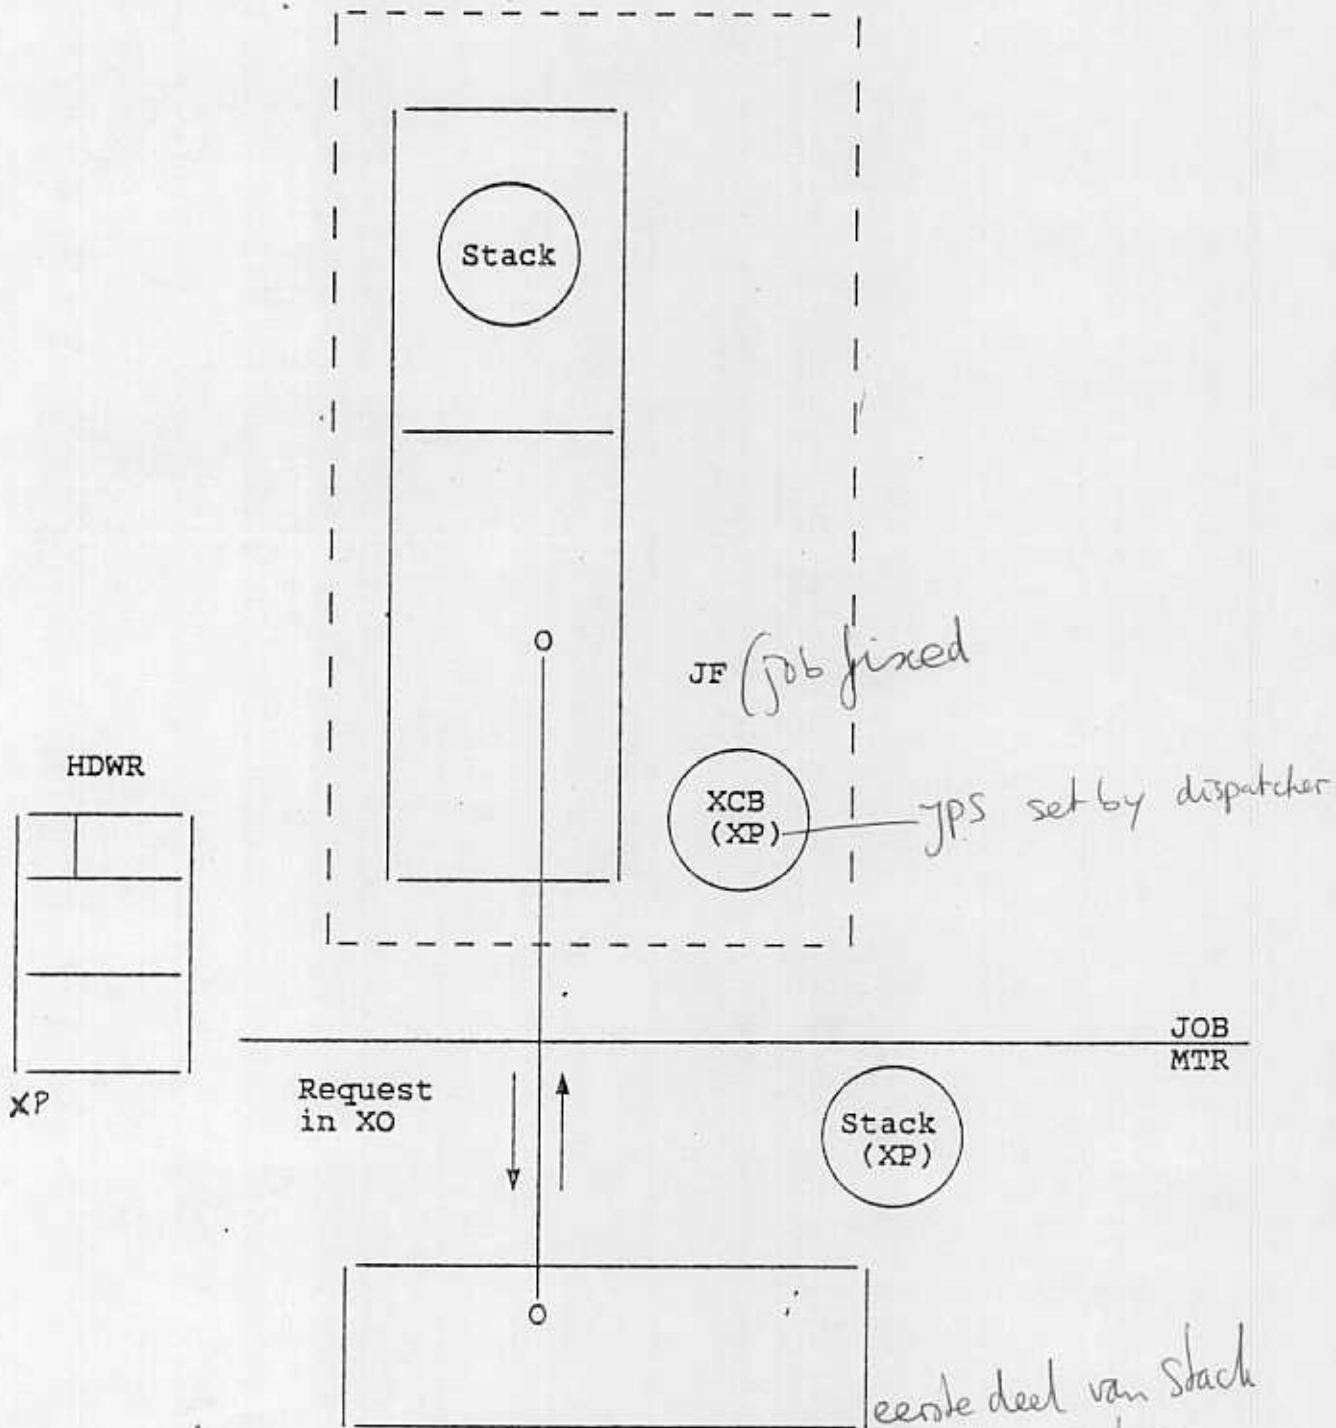 Stack
JF (job fixed
HDWR
XCB
(XP)
JPS set by dispatcher
JOB
MTR
XP
Request
in XO
Stack
(XP)
O
O
eerste deel van Stack